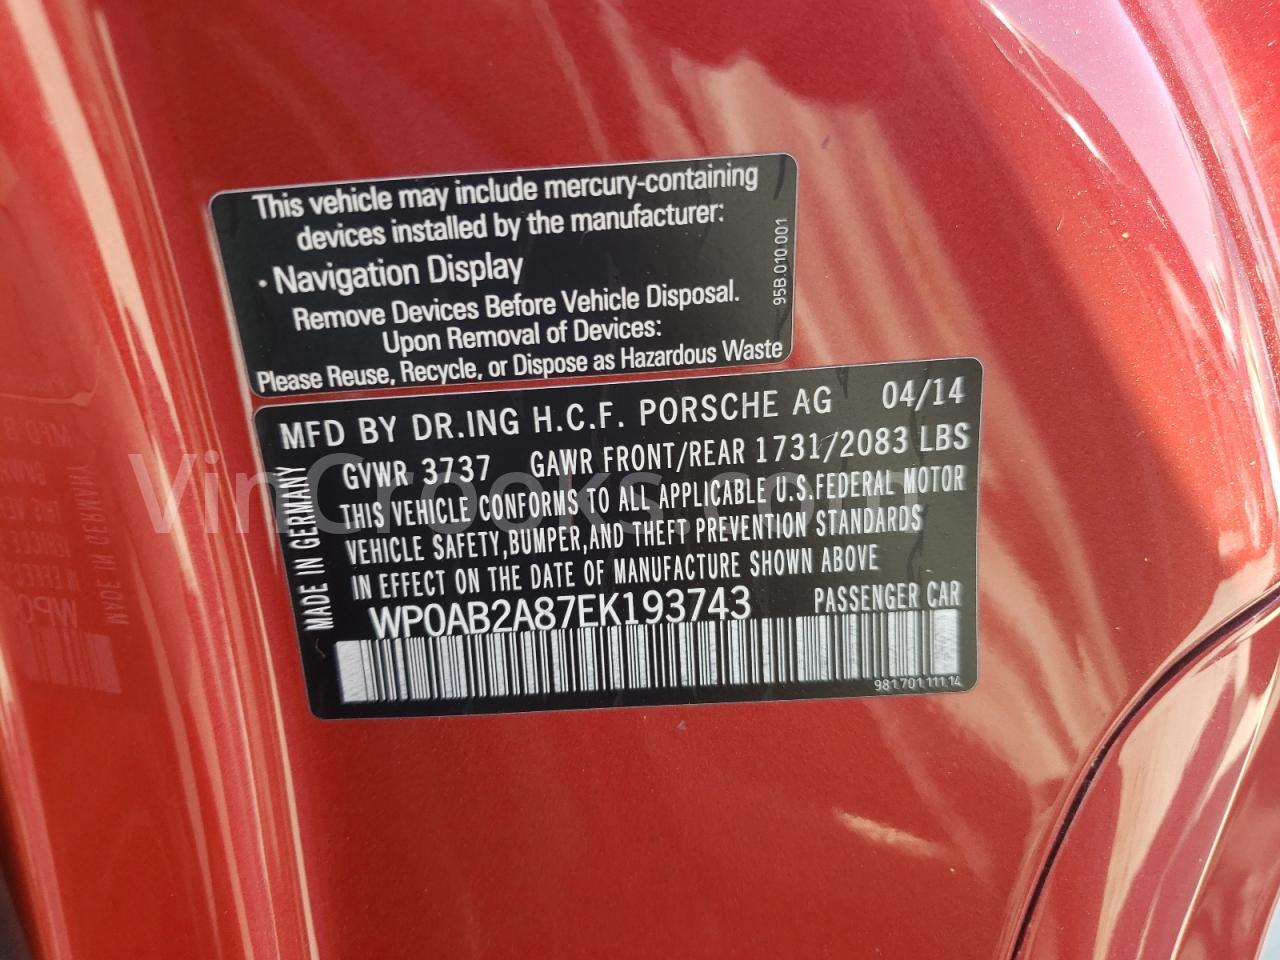 This vehicle may include mercury-containing
devices installed by the manufacturer:
• Navigation Display
Remove Devices Before Vehicle Disposal.
Upon Removal of Devices:
Please Reuse, Recycle, or Dispose as Hazardous Waste
95B.010.001
MFD BY DR.ING H.C.F. PORSCHE AG 04/14
GVWR 3737 GAWR FRONT/REAR 1731/2083 LBS
THIS VEHICLE CONFORMS TO ALL APPLICABLE U.S.FEDERAL MOTOR
VEHICLE SAFETY,BUMPER,AND THEFT PREVENTION STANDARDS
IN EFFECT ON THE DATE OF MANUFACTURE SHOWN ABOVE
WP0AB2A87EK193743 PASSENGER CAR
MADE IN GERMANY
981 701 111 14
VinCrooks.com